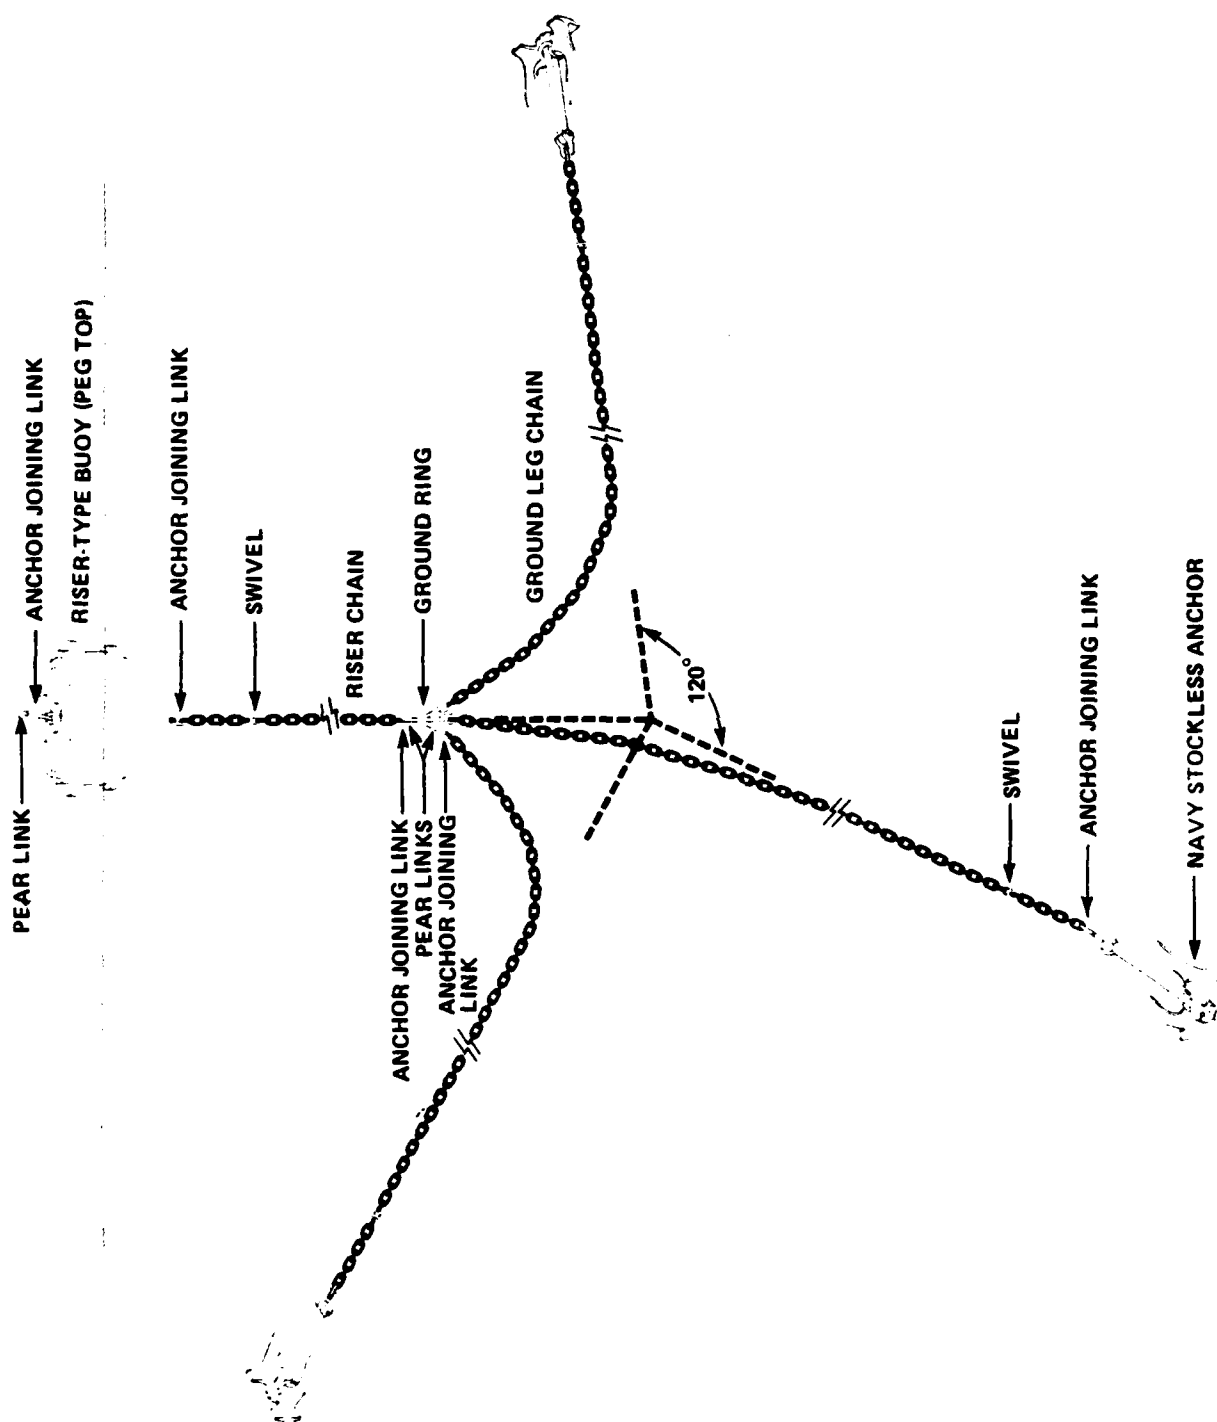 PEAR LINK
ANCHOR JOINING LINK
RISER-TYPE BUOY (PEG TOP)
ANCHOR JOINING LINK
SWIVEL
RISER CHAIN
GROUND RING
ANCHOR JOINING LINK
PEAR LINKS
ANCHOR JOINING
LINK
GROUND LEG CHAIN
120°
SWIVEL
ANCHOR JOINING LINK
NAVY STOCKLESS ANCHOR